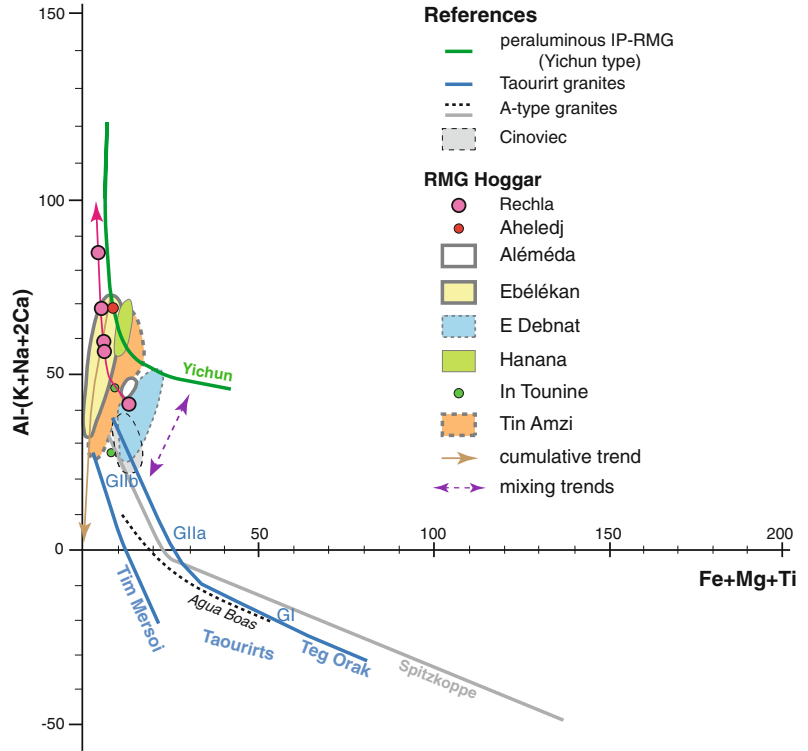 References
peraluminous IP-RMG
(Yichun type)
Taourirt granites
A-type granites
Cinoviec
RMG Hoggar
Rechla
Aheledj
Aléméda
Ebélékan
E Debnat
Hanana
In Tounine
Tin Amzi
cumulative trend
mixing trends
Al-(K+Na+2Ca)
150
100
50
0
-50
50
100
150
200
Fe+Mg+Ti
Yichun
GIIb
GIIa
GI
Tim Mersoi
Agua Boas
Taourirts
Teg Orak
Spitzkoppe